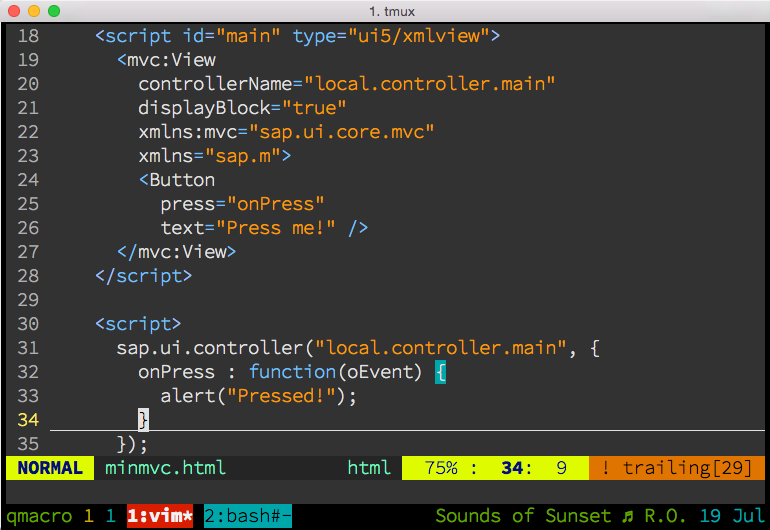 1. tmux
18 <script id="main" type="ui5/xmlview">
19 <mvc:View
20 controllerName="local.controller.main"
21 displayBlock="true"
22 xmlns:mvc="sap.ui.core.mvc"
23 xmlns="sap.m">
24 <Button
25 press="onPress"
26 text="Press me!" />
27 </mvc:View>
28 </script>
29
30 <script>
31 sap.ui.controller("local.controller.main", {
32 onPress : function(oEvent) {
33 alert("Pressed!");
34 }
35 });
NORMAL minmvc.html html 75% : 34: 9 ! trailing[29]
qmacro 1 1 1:vim* 2:bash#- Sounds of Sunset ♬ R.O. 19 Jul